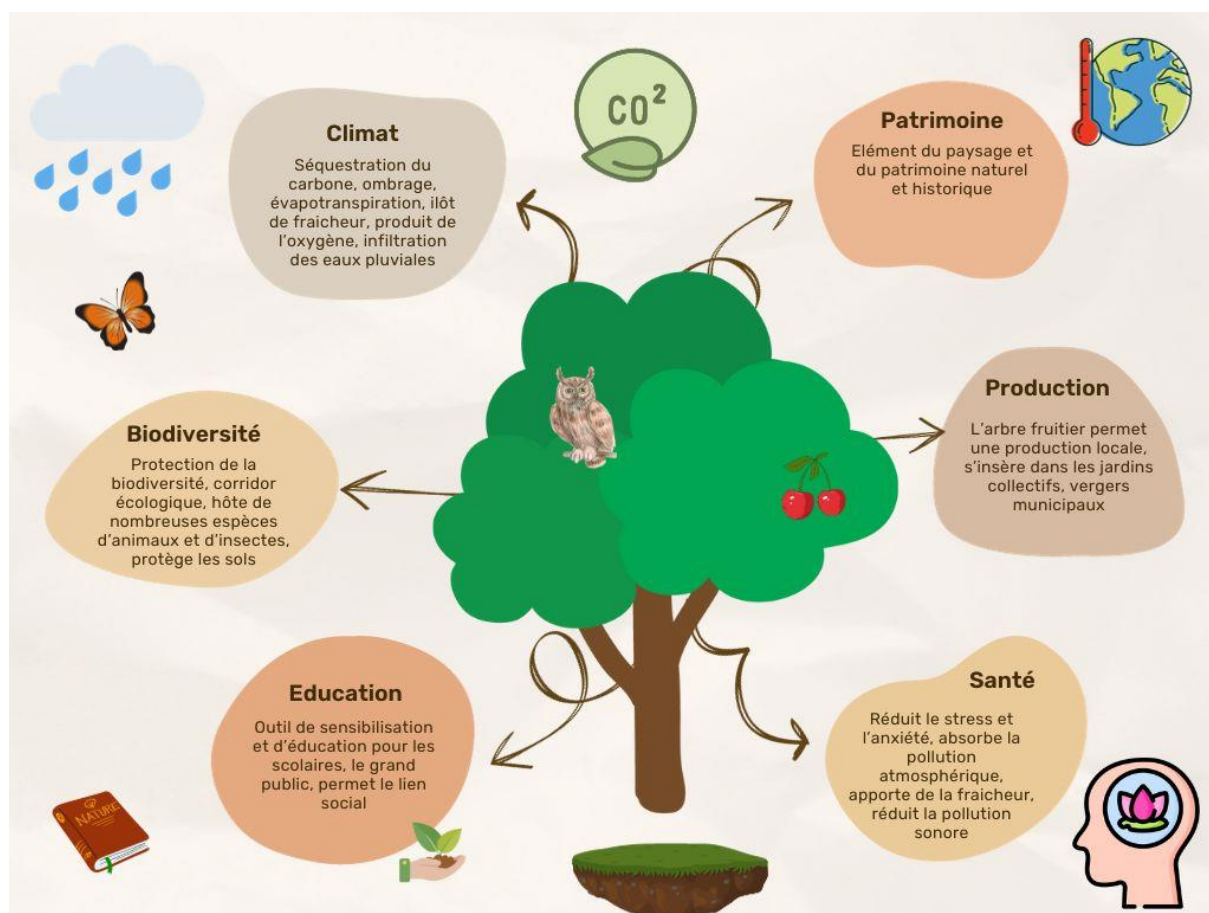 CO²
Climat
Séquestration du
carbone, ombrage,
évapotranspiration, ilôt
de fraicheur, produit de
l'oxygène, infiltration
des eaux pluviales
Patrimoine
Elément du paysage et
du patrimoine naturel
et historique
Biodiversité
Protection de la
biodiversité, corridor
écologique, hôte de
nombreuses espèces
d'animaux et d'insectes,
protège les sols
Production
L'arbre fruitier permet
une production locale,
s'insère dans les jardins
collectifs, vergers
municipaux
Education
Outil de sensibilisation
et d'éducation pour les
scolaires, le grand
public, permet le lien
social
Santé
Réduit le stress et
l'anxiété, absorbe la
pollution
atmosphérique,
apporte de la fraicheur,
réduit la pollution
sonore
NATURE